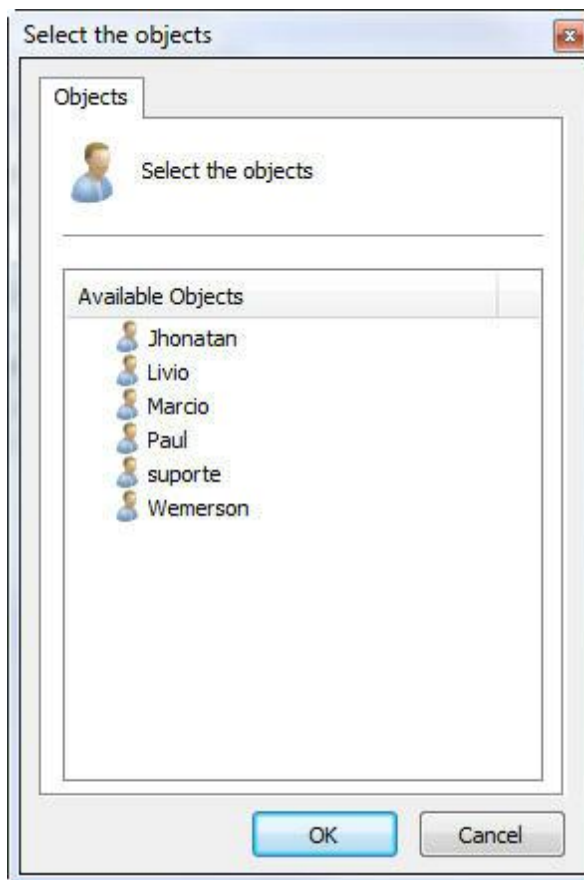 Select the objects
Objects
Select the objects
Available Objects
Jhonatan
Livio
Marcio
Paul
suporte
Wemerson
OK Cancel